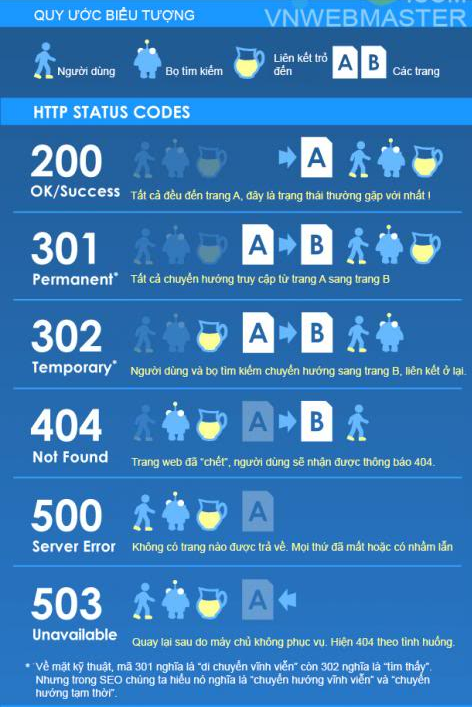 QUY ƯỚC BIỂU TƯỢNG
VNWEBMASTER
Người dùng
Bọ tìm kiếm
Liên kết trỏ
đến
A B
Các trang
HTTP STATUS CODES
200
OK/Success
A
Tất cả đều đến trang A, đây là trạng thái thường gặp với nhất !
301
Permanent*
A B
Tất cả chuyển hướng truy cập từ trang A sang trang B
302
Temporary*
A B
Người dùng và bọ tìm kiếm chuyển hướng sang trang B, liên kết ở lại.
404
Not Found
A B
Trang web đã "chết", người dùng sẽ nhận được thông báo 404.
500
Server Error
A
Không có trang nào được trả về. Mọi thứ đã mất hoặc có nhầm lẫn
503
Unavailable
A
Quay lại sau do máy chủ không phục vụ. Hiện 404 theo tình huống.
* Về mặt kỹ thuật, mã 301 nghĩa là "di chuyển vĩnh viễn" còn 302 nghĩa là "tìm thấy".
Nhưng trong SEO chúng ta hiểu nó nghĩa là "chuyển hướng vĩnh viễn" và "chuyển
hướng tạm thời".